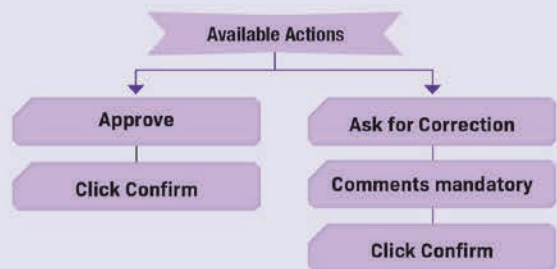 Available Actions
Approve
Click Confirm
Ask for Correction
Comments mandatory
Click Confirm